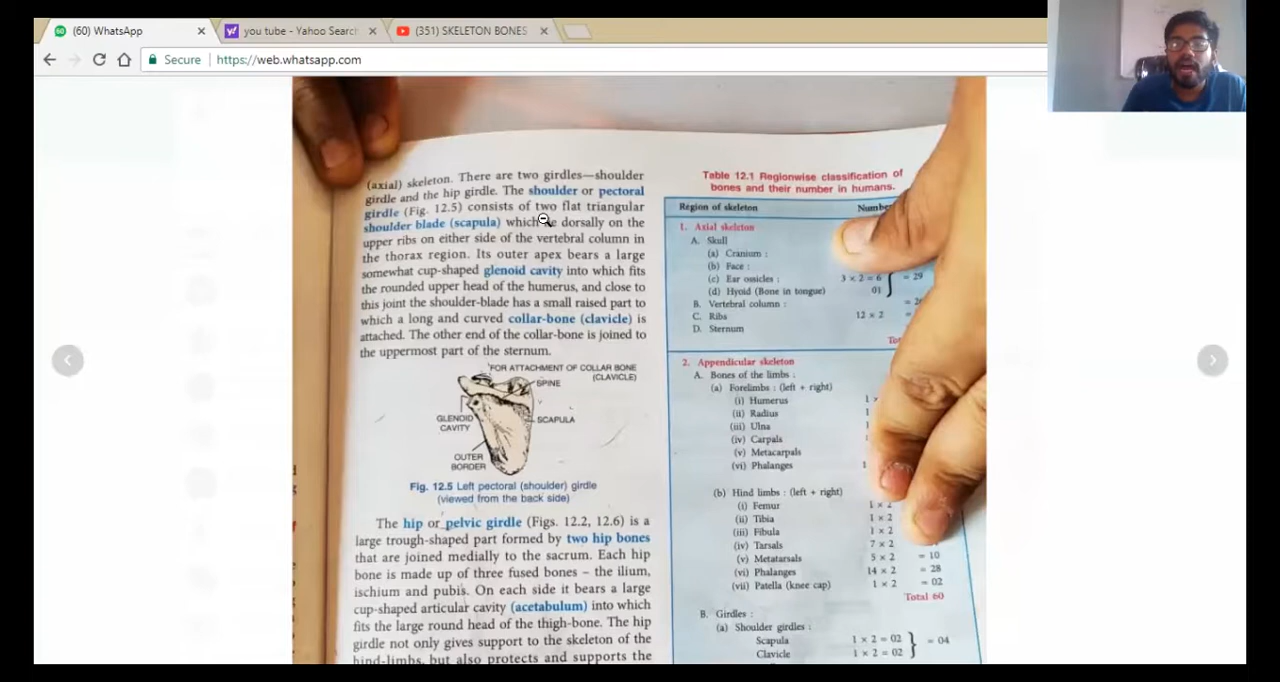 (60) WhatsApp
you tube - Yahoo Search
(351) SKELETON BONES
Secure
https://web.whatsapp.com
(axial) skeleton. There are two girdles—shoulder
girdle and the hip girdle. The shoulder or pectoral
girdle (Fig. 12.5) consists of two flat triangular
shoulder blade (scapula) which dorsally on the
upper ribs on either side of the vertebral column in
the thorax region. Its outer apex bears a large
somewhat cup-shaped glenoid cavity into which fits
the rounded upper head of the humerus, and close to
this joint the shoulder-blade has a small raised part to
which a long and curved collar-bone (clavicle) is
attached. The other end of the collar-bone is joined to
the uppermost part of the sternum.
FOR ATTACHMENT OF COLLAR BONE
(CLAVICLE)
SPINE
GLENOID
CAVITY
SCAPULA
OUTER
BORDER
Fig. 12.5 Left pectoral (shoulder) girdle
(viewed from the back side)
The hip or pelvic girdle (Figs. 12.2, 12.6) is a
large trough-shaped part formed by two hip bones
that are joined medially to the sacrum. Each hip
bone is made up of three fused bones – the ilium,
ischium and pubis. On each side it bears a large
cup-shaped articular cavity (acetabulum) into which
fits the large round head of the thigh-bone. The hip
girdle not only gives support to the skeleton of the
hind-limbs, but also protects and supports the
Table 12.1 Regionwise classification of
bones and their number in humans.
Region of skeleton
1. Axial skeleton
A. Skull
(a) Cranium :
(b) Face :
(c) Ear ossicles : 3 × 2 = 6 = 29
(d) Hyoid (Bone in tongue) 01
B. Vertebral column :
C. Ribs 12 × 2
D. Sternum
2. Appendicular skeleton
A. Bones of the limbs :
(a) Forelimbs : (left + right)
(i) Humerus
(ii) Radius
(iii) Ulna
(iv) Carpals
(v) Metacarpals
(vi) Phalanges
(b) Hind limbs : (left + right)
(i) Femur 1 × 2
(ii) Tibia 1 × 2
(iii) Fibula 1 × 2
(iv) Tarsals 7 × 2
(v) Metatarsals 5 × 2 = 10
(vi) Phalanges 14 × 2 = 28
(vii) Patella (knee cap) 1 × 2 = 02
Total 60
B. Girdles :
(a) Shoulder girdles :
Scapula 1 × 2 = 02 } = 04
Clavicle 1 × 2 = 02